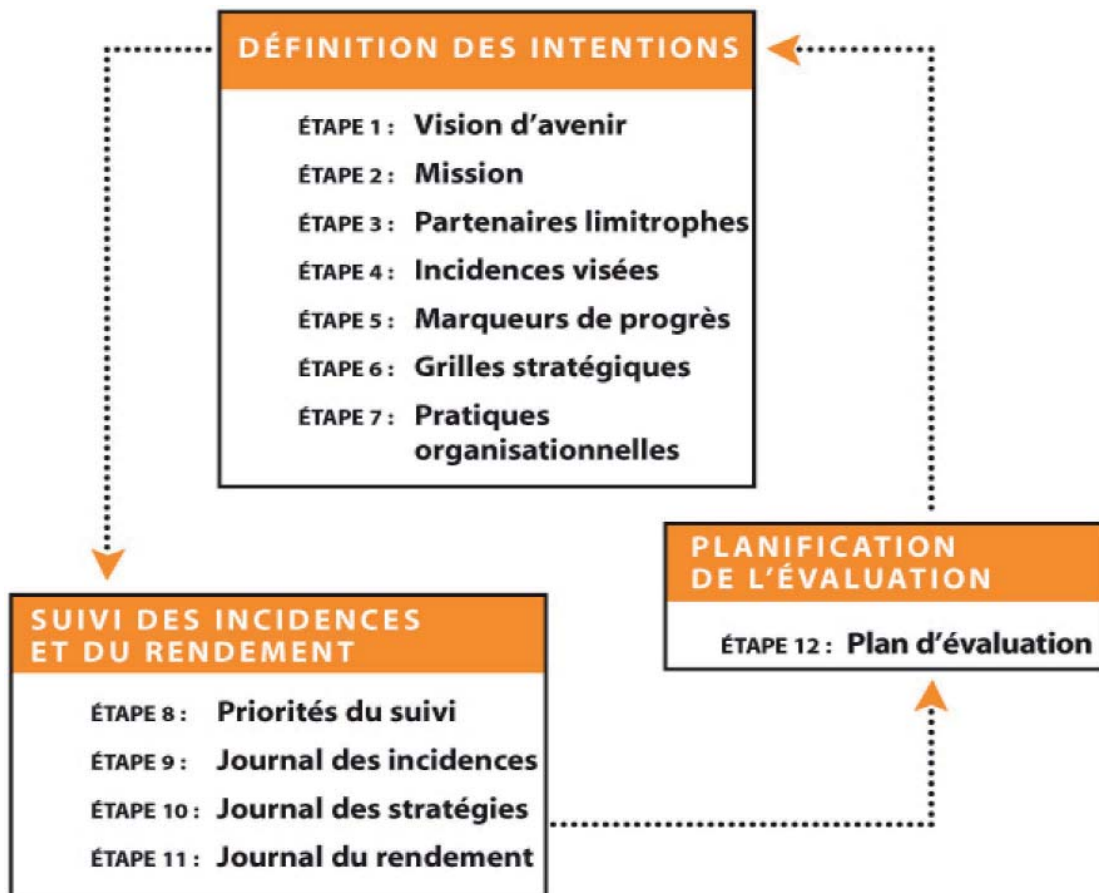 DÉFINITION DES INTENTIONS
ÉTAPE 1 : Vision d’avenir
ÉTAPE 2 : Mission
ÉTAPE 3 : Partenaires limitrophes
ÉTAPE 4 : Incidences visées
ÉTAPE 5 : Marqueurs de progrès
ÉTAPE 6 : Grilles stratégiques
ÉTAPE 7 : Pratiques
organisationnelles
SUIVI DES INCIDENCES
ET DU RENDEMENT
ÉTAPE 8 : Priorités du suivi
ÉTAPE 9 : Journal des incidences
ÉTAPE 10 : Journal des stratégies
ÉTAPE 11 : Journal du rendement
PLANIFICATION
DE L’ÉVALUATION
ÉTAPE 12 : Plan d’évaluation